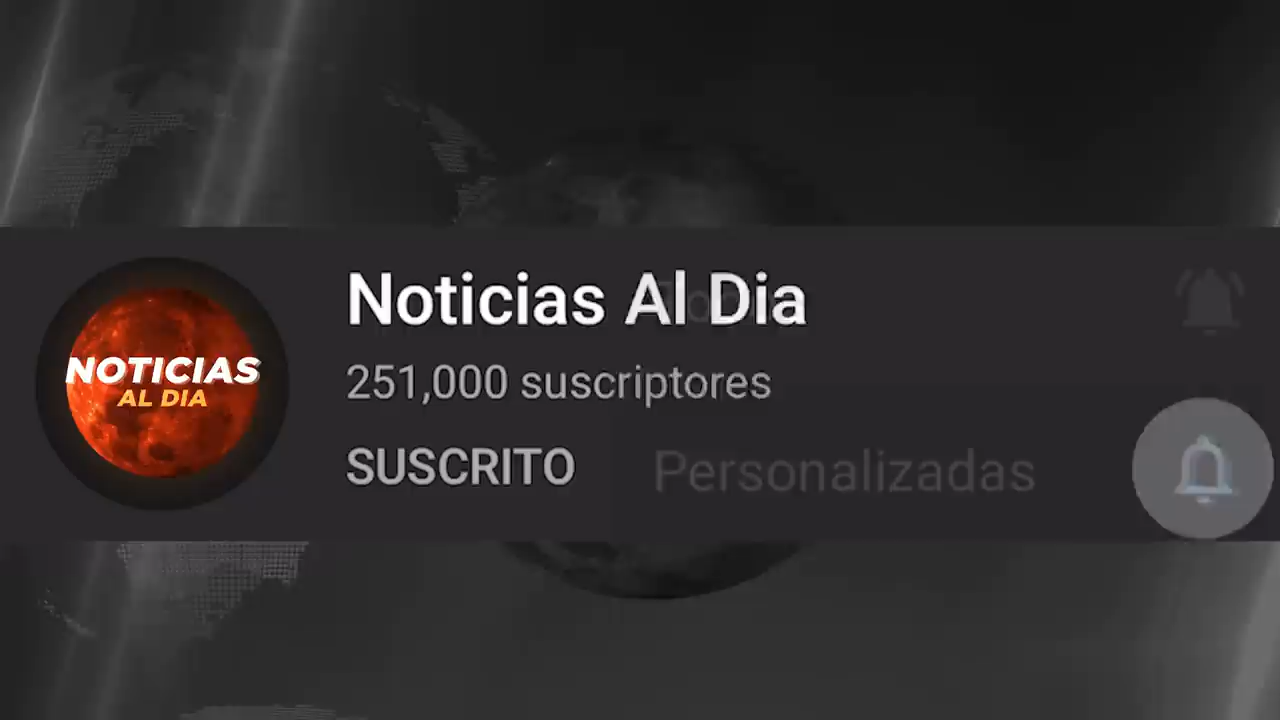 NOTICIAS
AL DIA
Noticias Al Dia
251,000 suscriptores
SUSCRITO
Personalizadas